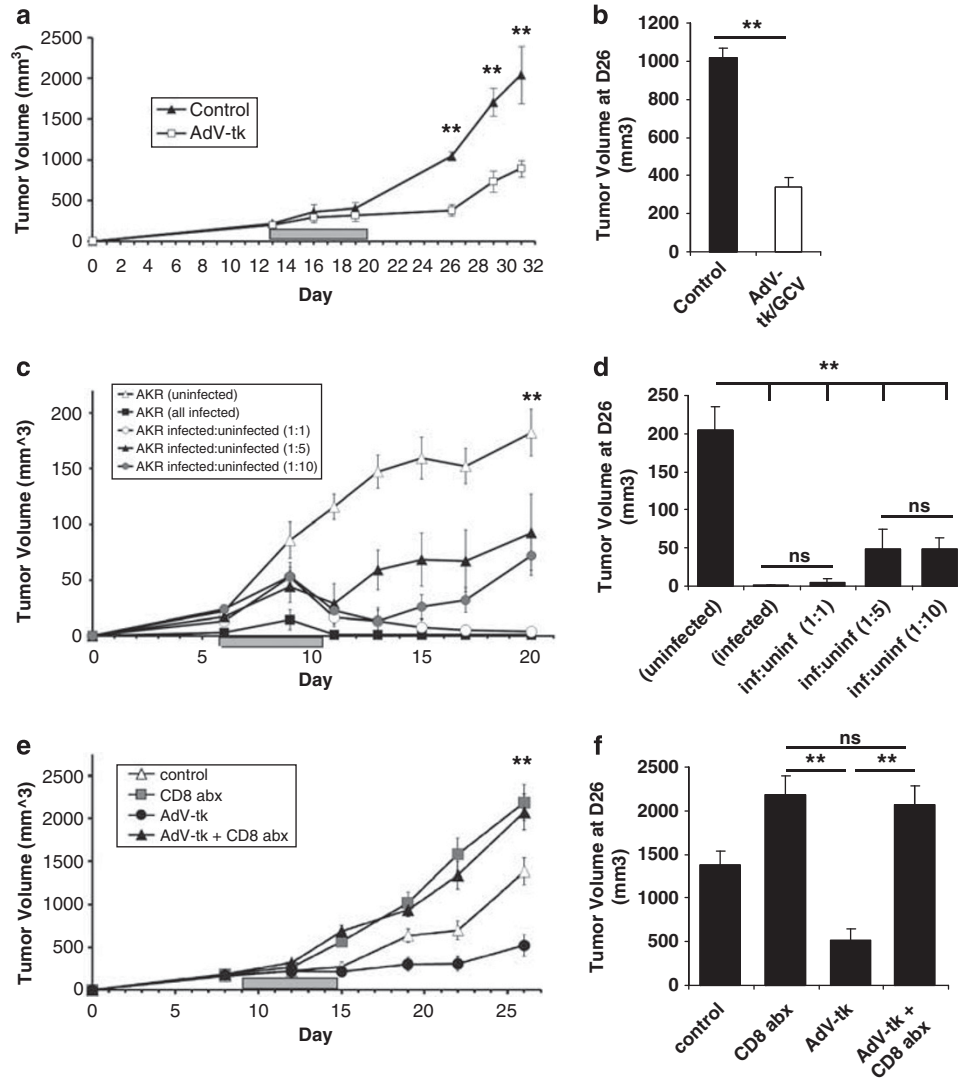 a
Tumor Volume (mm³)
2500
2000
1500
1000
500
0
Control
AdV-tk
**
**
**
0 2 4 6 8 10 12 14 16 18 20 22 24 26 28 30 32
Day
b
Tumor Volume at D26
(mm3)
1200
1000
800
600
400
200
0
**
Control
AdV-
tk/GCV
c
Tumor Volume (mm^3)
200
150
100
50
0
AKR (uninfected)
AKR (all infected)
AKR infected:uninfected (1:1)
AKR infected:uninfected (1:5)
AKR infected:uninfected (1:10)
**
0 5 10 15 20
Day
d
Tumor Volume at D26
(mm3)
250
200
150
100
50
0
**
ns
ns
(uninfected)
(infected)
inf:uninf (1:1)
inf:uninf (1:5)
inf:uninf (1:10)
e
Tumor Volume (mm^3)
2500
2000
1500
1000
500
0
control
CD8 abx
AdV-tk
AdV-tk + CD8 abx
**
0 5 10 15 20 25
Day
f
Tumor Volume at D26
(mm3)
2500
2000
1500
1000
500
0
ns
** **
control
CD8 abx
AdV-tk
AdV-tk +
CD8 abx